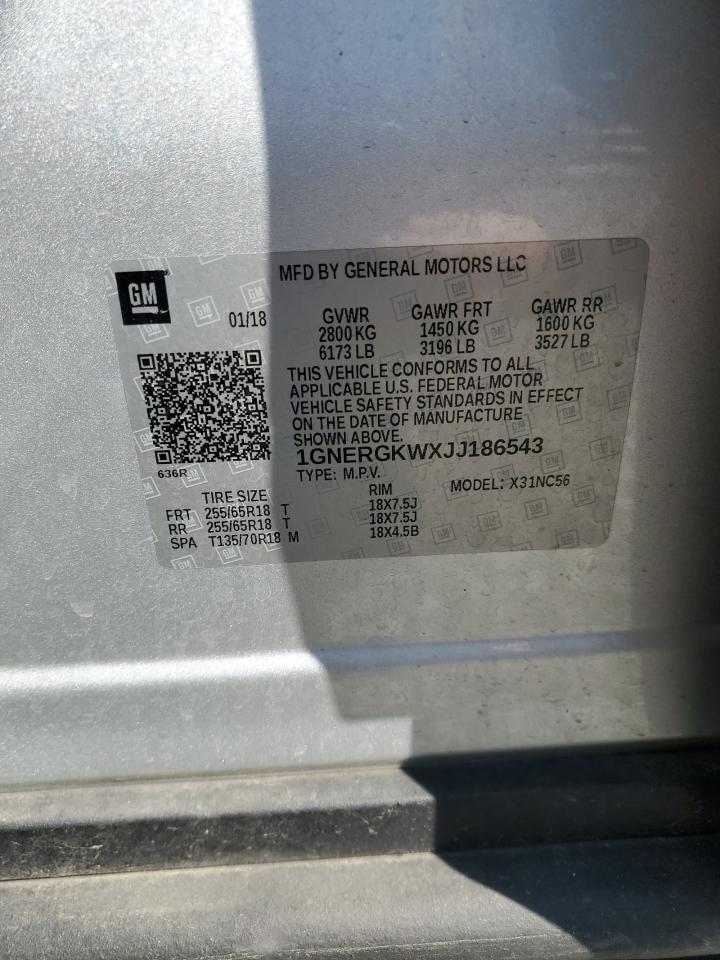 MFD BY GENERAL MOTORS LLC
GM
01/18
GVWR GAWR FRT GAWR RR
2800 KG 1450 KG 1600 KG
6173 LB 3196 LB 3527 LB
THIS VEHICLE CONFORMS TO ALL
APPLICABLE U.S. FEDERAL MOTOR
VEHICLE SAFETY STANDARDS IN EFFECT
ON THE DATE OF MANUFACTURE
SHOWN ABOVE.
1GNERGKWXJJ186543
636R
TYPE: M.P.V. MODEL: X31NC56
TIRE SIZE RIM
FRT 255/65R18 T 18X7.5J
RR 255/65R18 T 18X7.5J
SPA T135/70R18 M 18X4.5B